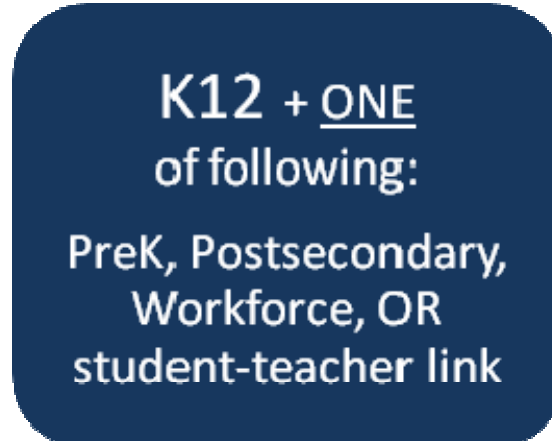 K12 + ONE
of following:
PreK, Postsecondary,
Workforce, OR
student-teacher link